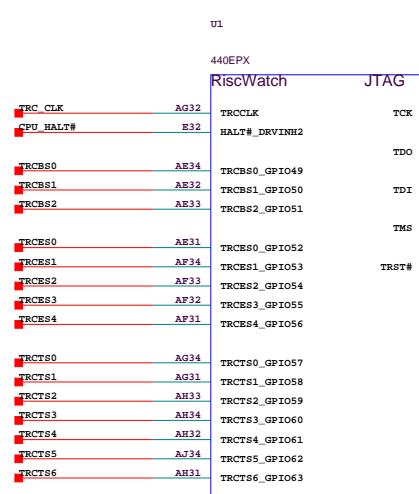 U1
440EPX
RiscWatch JTAG
TRC_CLK AG32 TRCCLK TCK
CPU_HALT# E32 HALT#_DRVINH2
TDO
TRCBS0 AE34 TRCBS0_GPIO49
TRCBS1 AE32 TRCBS1_GPIO50 TDI
TRCBS2 AE33 TRCBS2_GPIO51
TMS
TRCES0 AE31 TRCES0_GPIO52
TRCES1 AF34 TRCES1_GPIO53 TRST#
TRCES2 AF33 TRCES2_GPIO54
TRCES3 AF32 TRCES3_GPIO55
TRCES4 AF31 TRCES4_GPIO56
TRCTS0 AG34 TRCTS0_GPIO57
TRCTS1 AG31 TRCTS1_GPIO58
TRCTS2 AH33 TRCTS2_GPIO59
TRCTS3 AH34 TRCTS3_GPIO60
TRCTS4 AH32 TRCTS4_GPIO61
TRCTS5 AJ34 TRCTS5_GPIO62
TRCTS6 AH31 TRCTS6_GPIO63